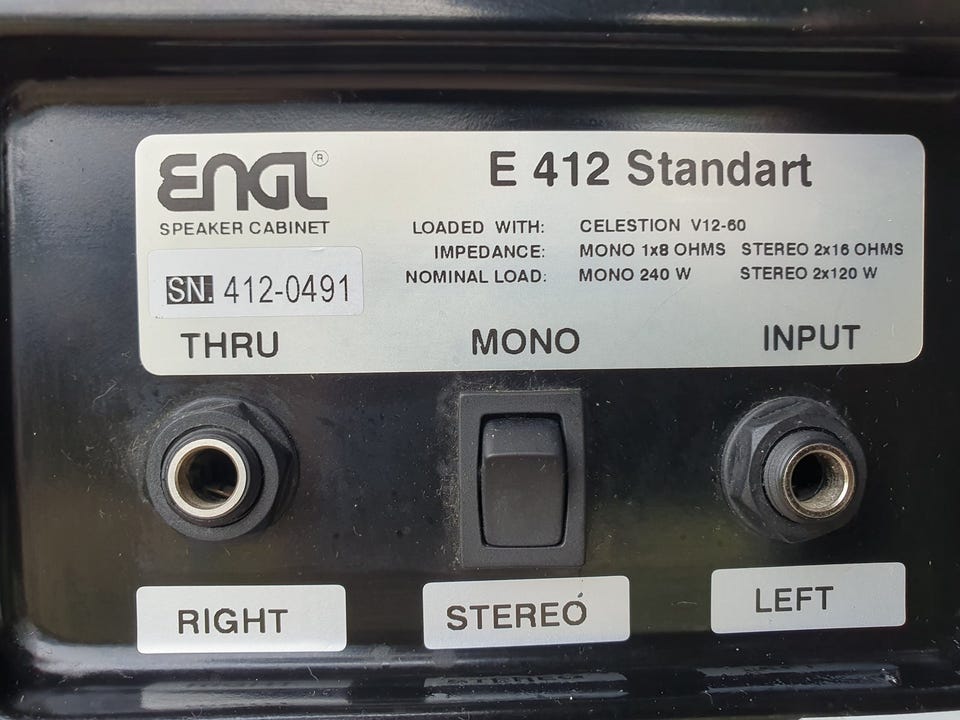 ENGL®
SPEAKER CABINET
SN. 412-0491
E 412 Standart
LOADED WITH: CELESTION V12-60
IMPEDANCE: MONO 1x8 OHMS STEREO 2x16 OHMS
NOMINAL LOAD: MONO 240 W STEREO 2x120 W
THRU MONO INPUT
RIGHT STEREO LEFT